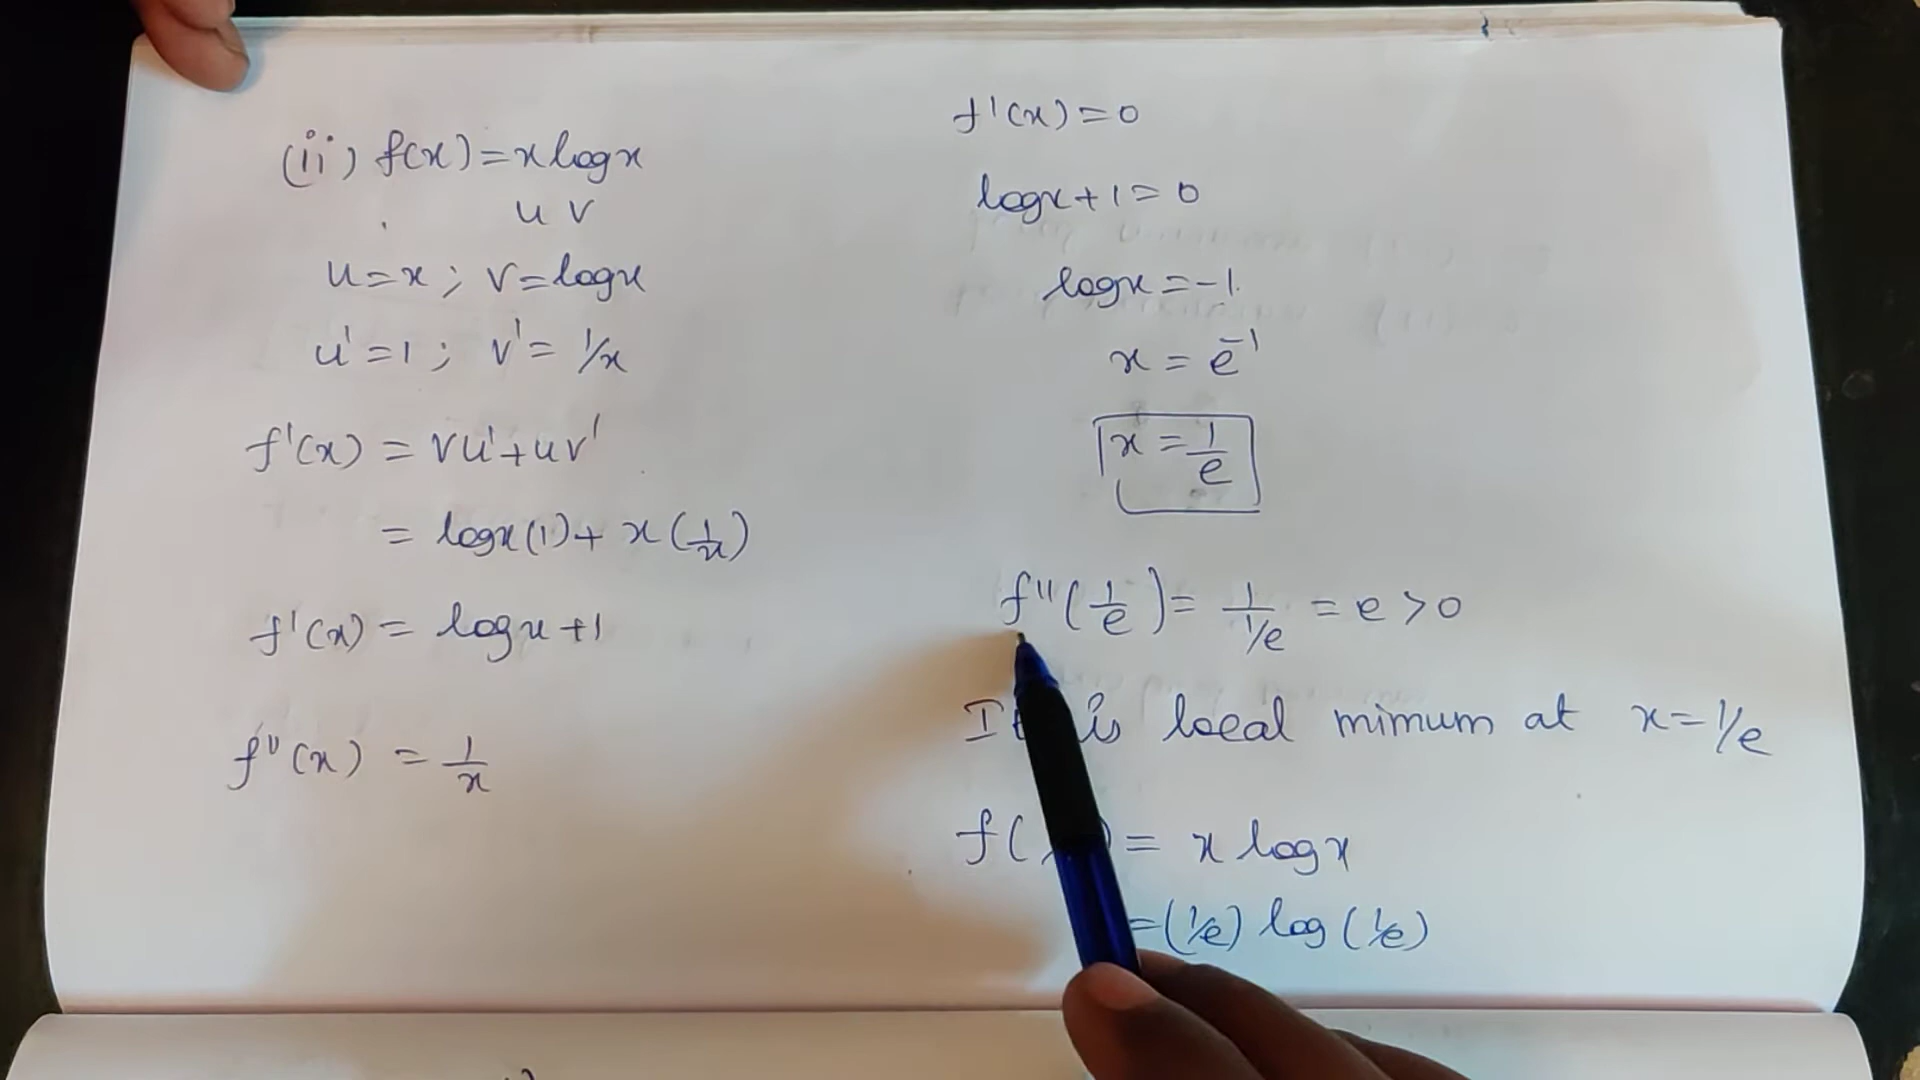 (ii) f(x) = x log x
u v
u = x ; v = log x
u' = 1 ; v' = 1/x
f'(x) = vu' + uv'
= log x (1) + x (1/x)
f'(x) = log x + 1
f''(x) = 1/x
f'(x) = 0
log x + 1 = 0
log x = -1
x = e^-1
x = 1/e
f''(1/e) = 1/(1/e) = e > 0
is local mimum at x = 1/e
f( ) = x log x
= (1/e) log (1/e)